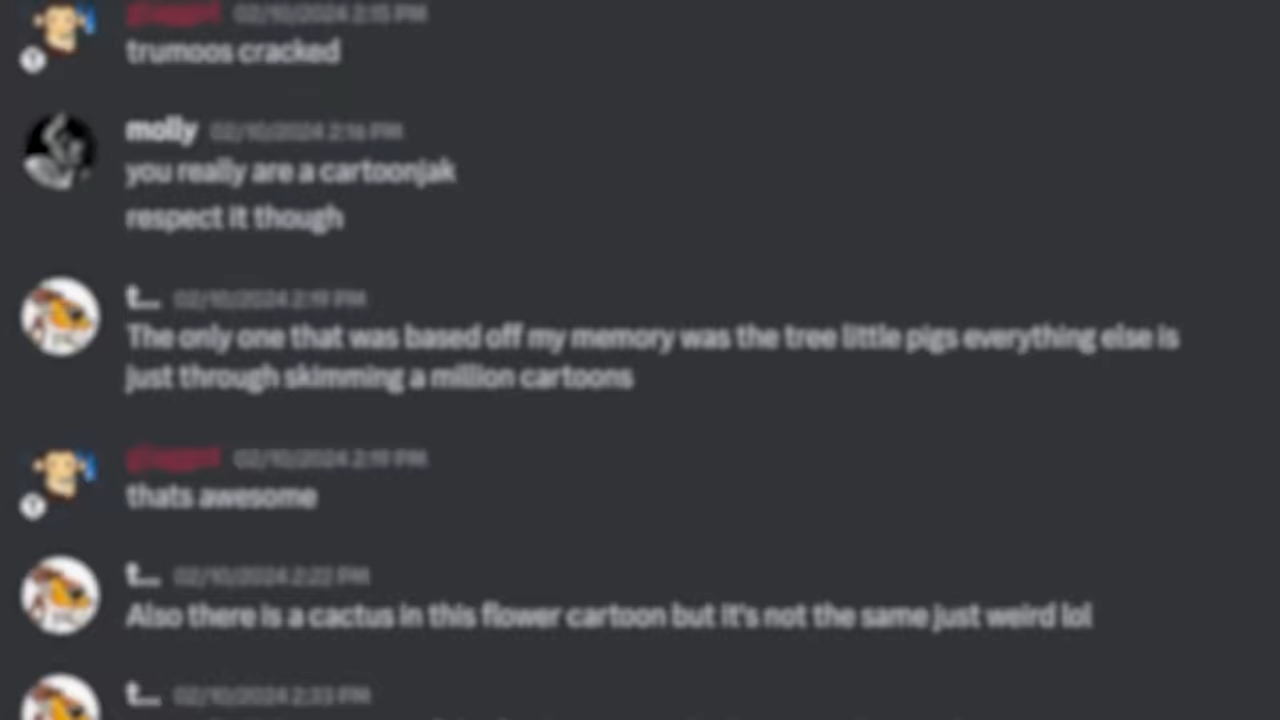 02/10/2024 2:15 PM
trumoos cracked
molly 02/10/2024 2:16 PM
you really are a cartoonjak
respect it though
t... 02/10/2024 2:19 PM
The only one that was based off my memory was the tree little pigs everything else is
just through skimming a million cartoons
02/10/2024 2:19 PM
thats awesome
t... 02/10/2024 2:22 PM
Also there is a cactus in this flower cartoon but it's not the same just weird lol
t... 02/10/2024 2:33 PM